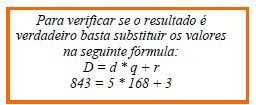 Para verificar se o resultado é
verdadeiro basta substituir os valores
na seguinte fórmula:
D = d * q + r
843 = 5 * 168 + 3